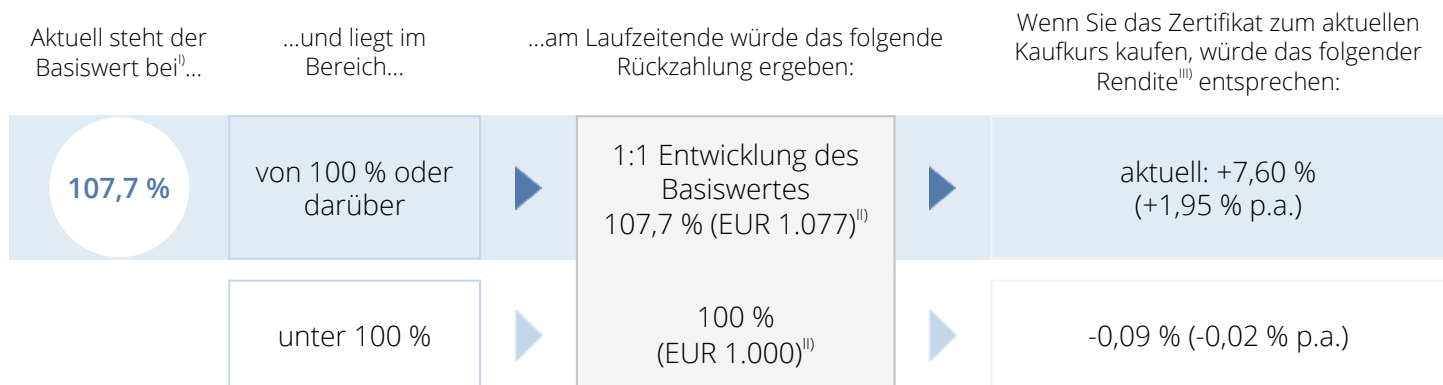 Aktuell steht der
Basiswert bei^I)...
...und liegt im
Bereich...
...am Laufzeitende würde das folgende
Rückzahlung ergeben:
Wenn Sie das Zertifikat zum aktuellen
Kaufkurs kaufen, würde das folgender
Rendite^III) entsprechen:
107,7 %
von 100 % oder
darüber
1:1 Entwicklung des
Basiswertes
107,7 % (EUR 1.077)^II)
aktuell: +7,60 %
(+1,95 % p.a.)
unter 100 %
100 %
(EUR 1.000)^II)
-0,09 % (-0,02 % p.a.)